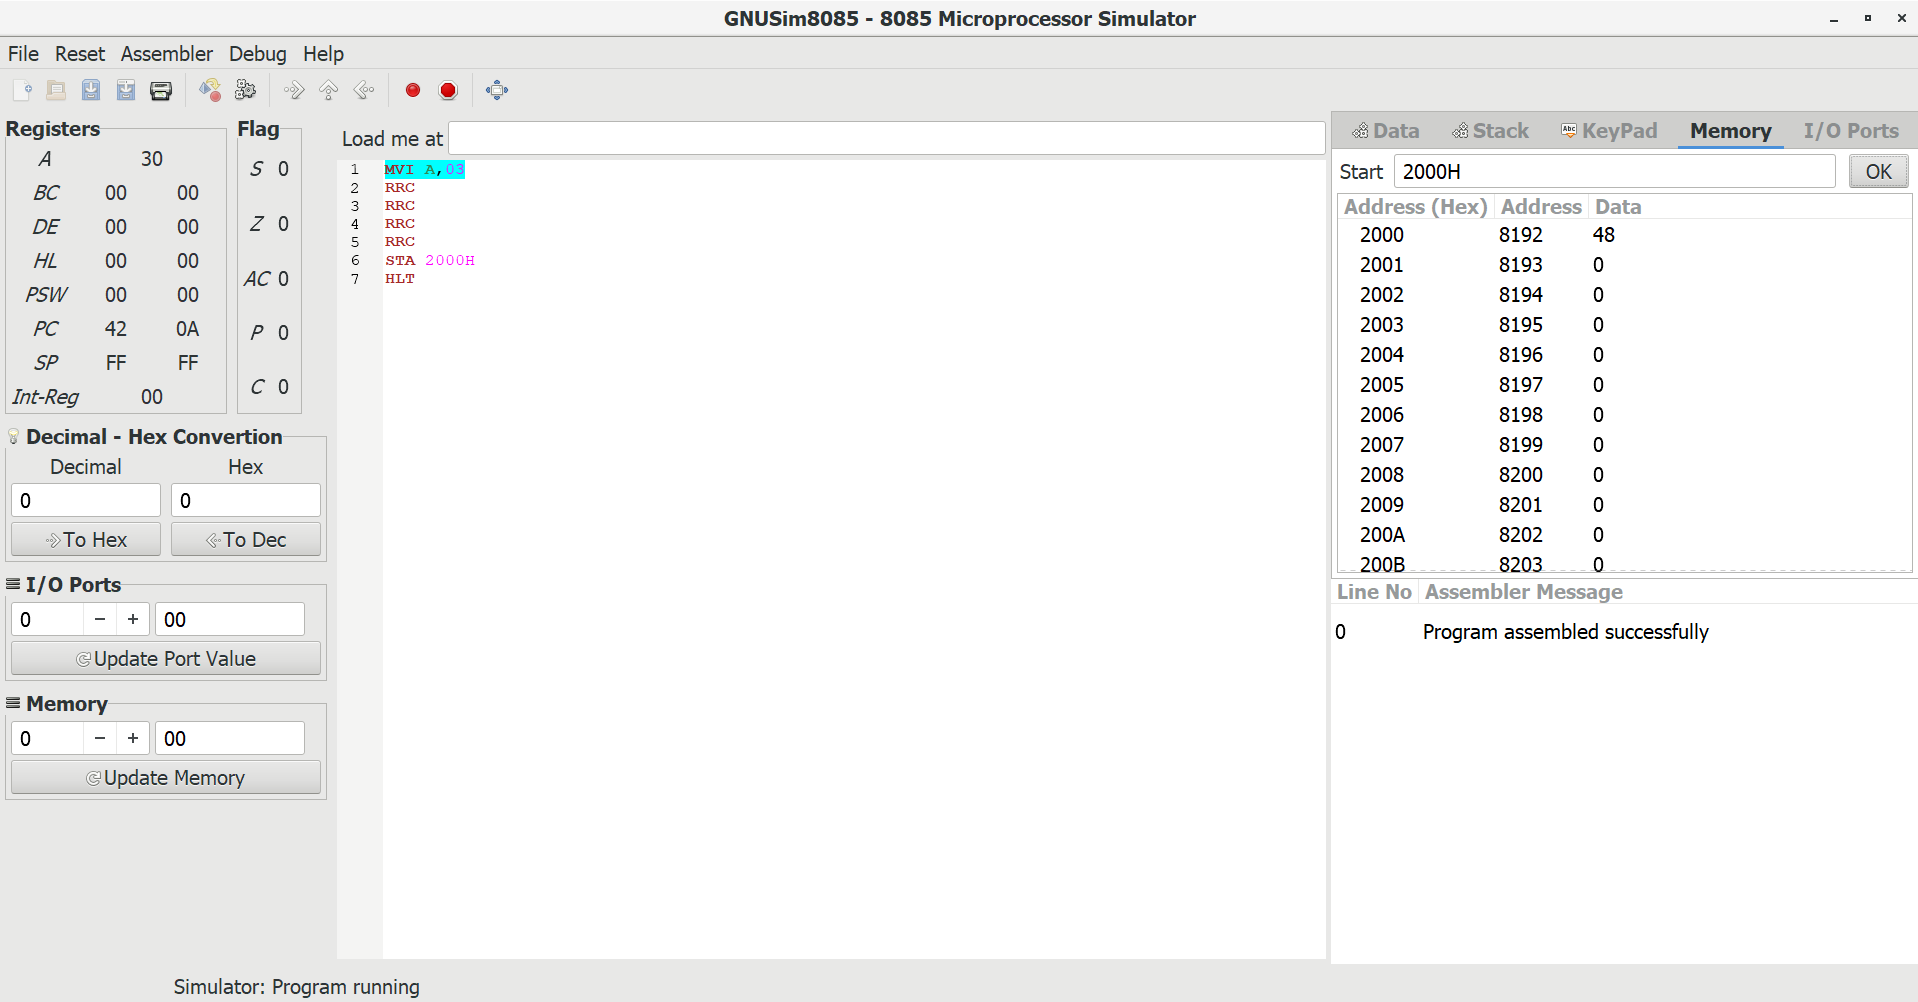 GNUSim8085 - 8085 Microprocessor Simulator
File Reset Assembler Debug Help
Registers
A 30
BC 00 00
DE 00 00
HL 00 00
PSW 00 00
PC 42 0A
SP FF FF
Int-Reg 00
Flag
S 0
Z 0
AC 0
P 0
C 0
Decimal - Hex Convertion
Decimal Hex
0 0
To Hex To Dec
I/O Ports
0 − + 00
Update Port Value
Memory
0 − + 00
Update Memory
Load me at
1 MVI A,03
2 RRC
3 RRC
4 RRC
5 RRC
6 STA 2000H
7 HLT
Data Stack Abc KeyPad Memory I/O Ports
Start 2000H OK
Address (Hex) Address Data
2000 8192 48
2001 8193 0
2002 8194 0
2003 8195 0
2004 8196 0
2005 8197 0
2006 8198 0
2007 8199 0
2008 8200 0
2009 8201 0
200A 8202 0
200B 8203 0
Line No Assembler Message
0 Program assembled successfully
Simulator: Program running